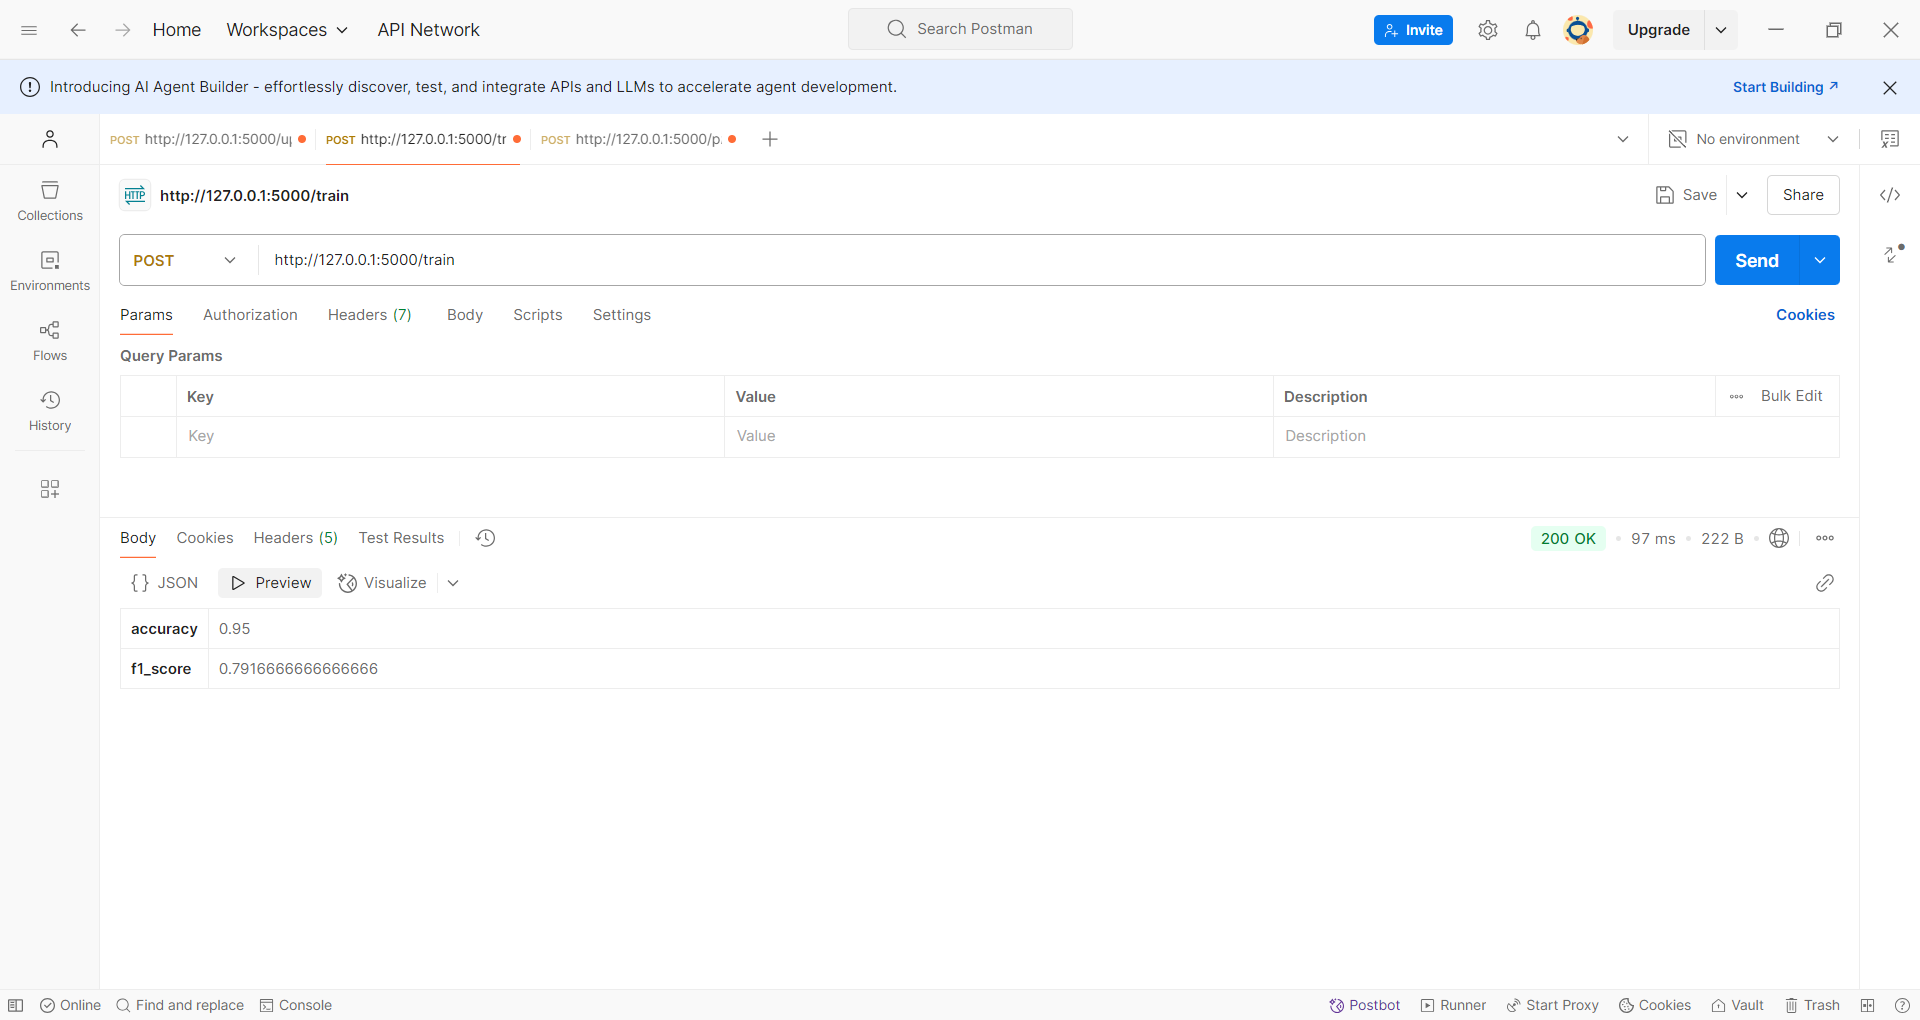 Home Workspaces API Network Search Postman Invite Upgrade
Introducing AI Agent Builder - effortlessly discover, test, and integrate APIs and LLMs to accelerate agent development. Start Building
POST http://127.0.0.1:5000/u POST http://127.0.0.1:5000/tr POST http://127.0.0.1:5000/p. No environment
HTTP http://127.0.0.1:5000/train Save Share
Collections
POST http://127.0.0.1:5000/train Send
Environments
Params Authorization Headers (7) Body Scripts Settings Cookies
Flows
Query Params
Key Value Description Bulk Edit
History
Key Value Description
Body Cookies Headers (5) Test Results 200 OK 97 ms 222 B
{} JSON Preview Visualize
accuracy 0.95
f1_score 0.7916666666666666
Online Find and replace Console Postbot Runner Start Proxy Cookies Vault Trash